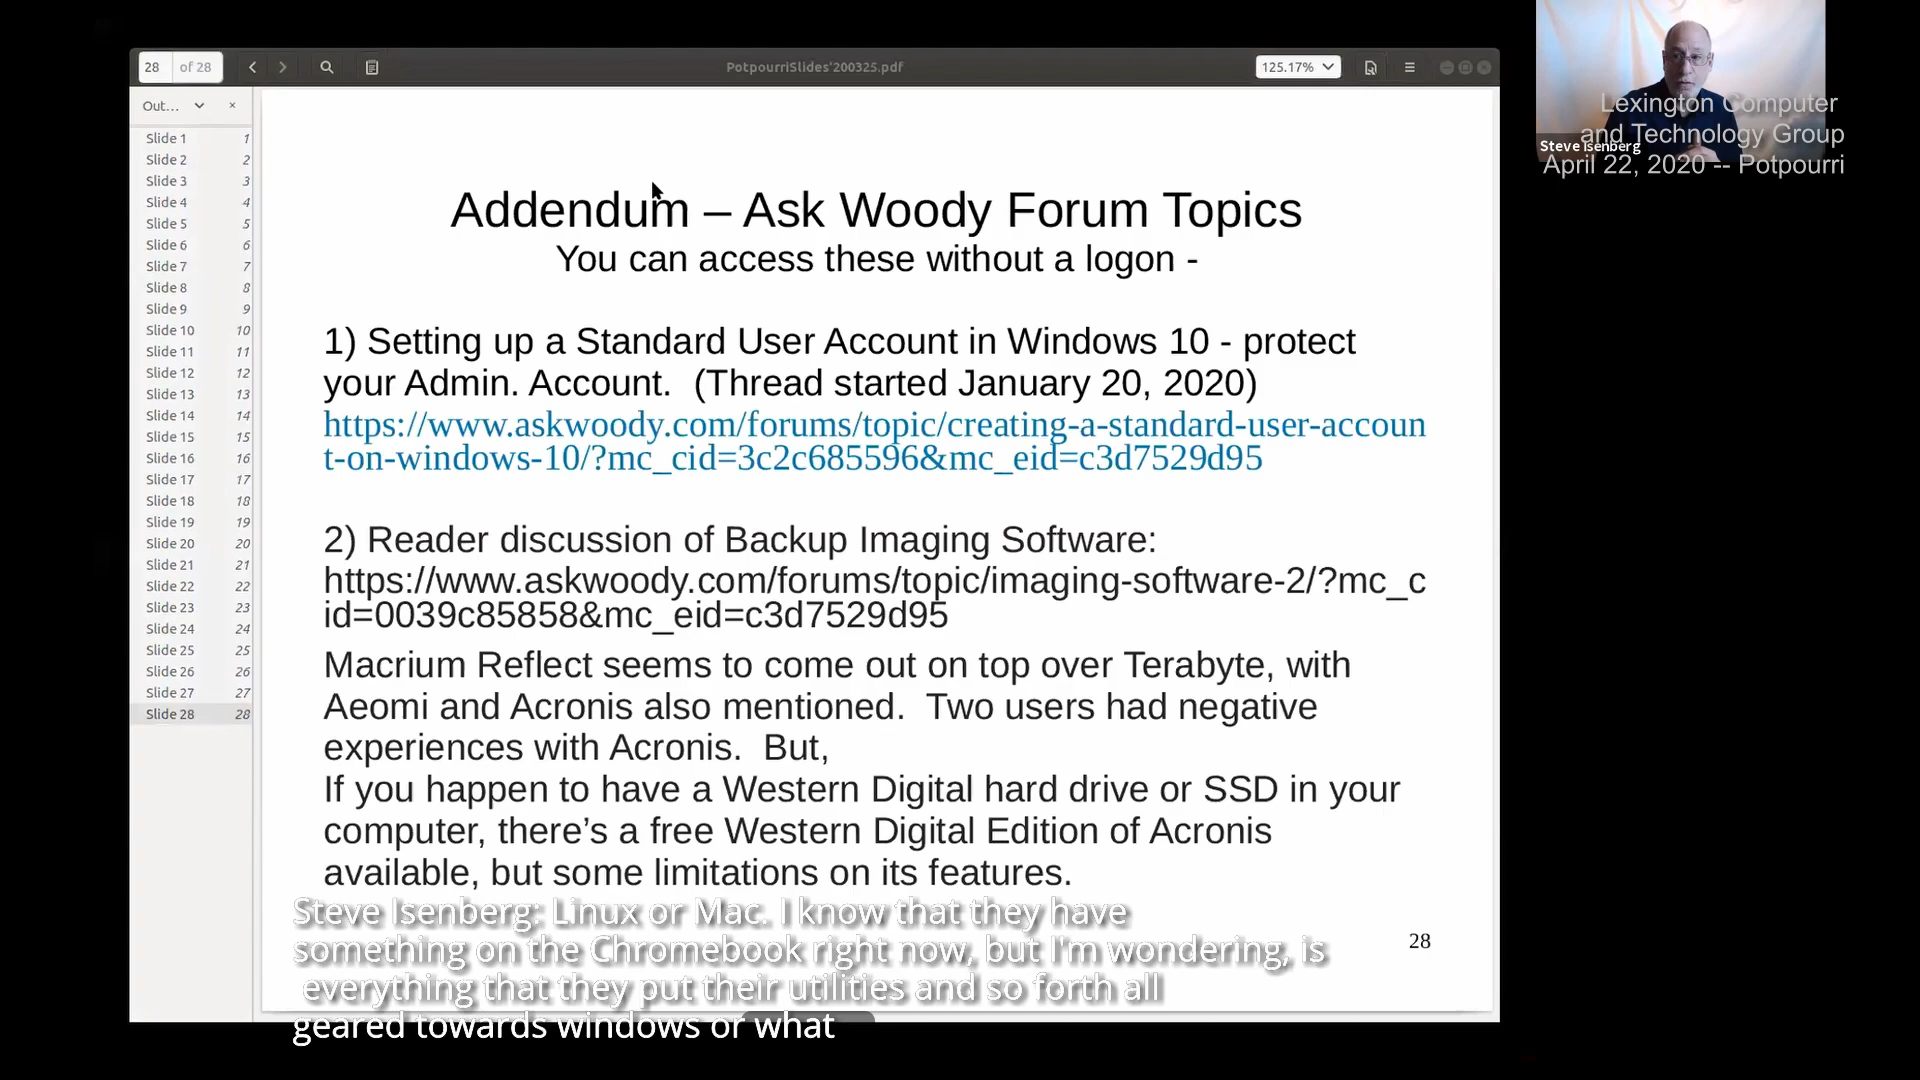 28 of 28
PotpourriSlides'200325.pdf
125.17%
Out...
Slide 1 1
Slide 2 2
Slide 3 3
Slide 4 4
Slide 5 5
Slide 6 6
Slide 7 7
Slide 8 8
Slide 9 9
Slide 10 10
Slide 11 11
Slide 12 12
Slide 13 13
Slide 14 14
Slide 15 15
Slide 16 16
Slide 17 17
Slide 18 18
Slide 19 19
Slide 20 20
Slide 21 21
Slide 22 22
Slide 23 23
Slide 24 24
Slide 25 25
Slide 26 26
Slide 27 27
Slide 28 28
Addendum – Ask Woody Forum Topics
You can access these without a logon -
1) Setting up a Standard User Account in Windows 10 - protect
your Admin. Account. (Thread started January 20, 2020)
https://www.askwoody.com/forums/topic/creating-a-standard-user-accoun
t-on-windows-10/?mc_cid=3c2c685596&mc_eid=c3d7529d95
2) Reader discussion of Backup Imaging Software:
https://www.askwoody.com/forums/topic/imaging-software-2/?mc_c
id=0039c85858&mc_eid=c3d7529d95
Macrium Reflect seems to come out on top over Terabyte, with
Aeomi and Acronis also mentioned. Two users had negative
experiences with Acronis. But,
If you happen to have a Western Digital hard drive or SSD in your
computer, there's a free Western Digital Edition of Acronis
available, but some limitations on its features.
28
Steve Isenberg: Linux or Mac. I know that they have
something on the Chromebook right now, but I'm wondering, is
everything that they put their utilities and so forth all
geared towards windows or what
Lexington Computer
and Technology Group
Steve Isenberg
April 22, 2020 -- Potpourri